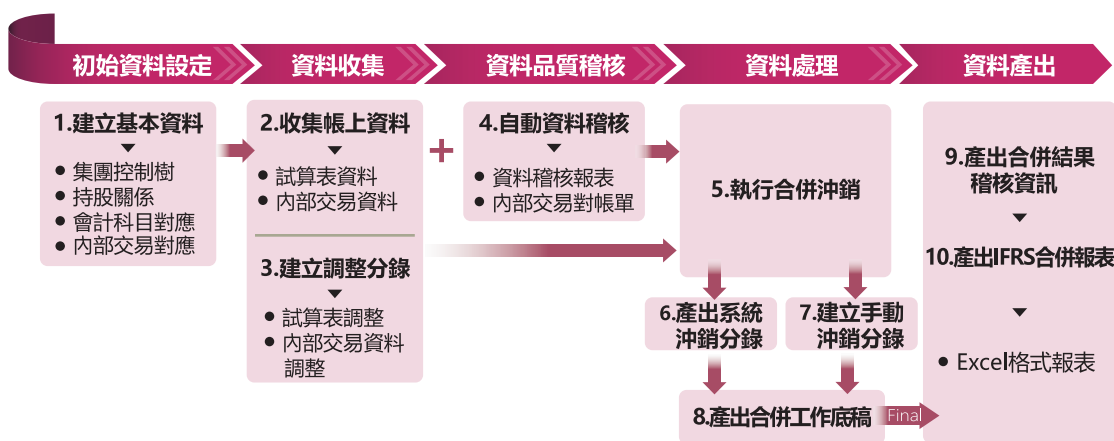 初始資料設定
資料收集
資料品質稽核
資料處理
資料產出
1.建立基本資料
集團控制樹
持股關係
會計科目對應
內部交易對應
2.收集帳上資料
試算表資料
內部交易資料
3.建立調整分錄
試算表調整
內部交易資料
調整
+
4.自動資料稽核
資料稽核報表
內部交易對帳單
5.執行合併沖銷
6.產出系統
沖銷分錄
7.建立手動
沖銷分錄
8.產出合併工作底稿
Final
9.產出合併結果
稽核資訊
10.產出IFRS合併報表
Excel格式報表